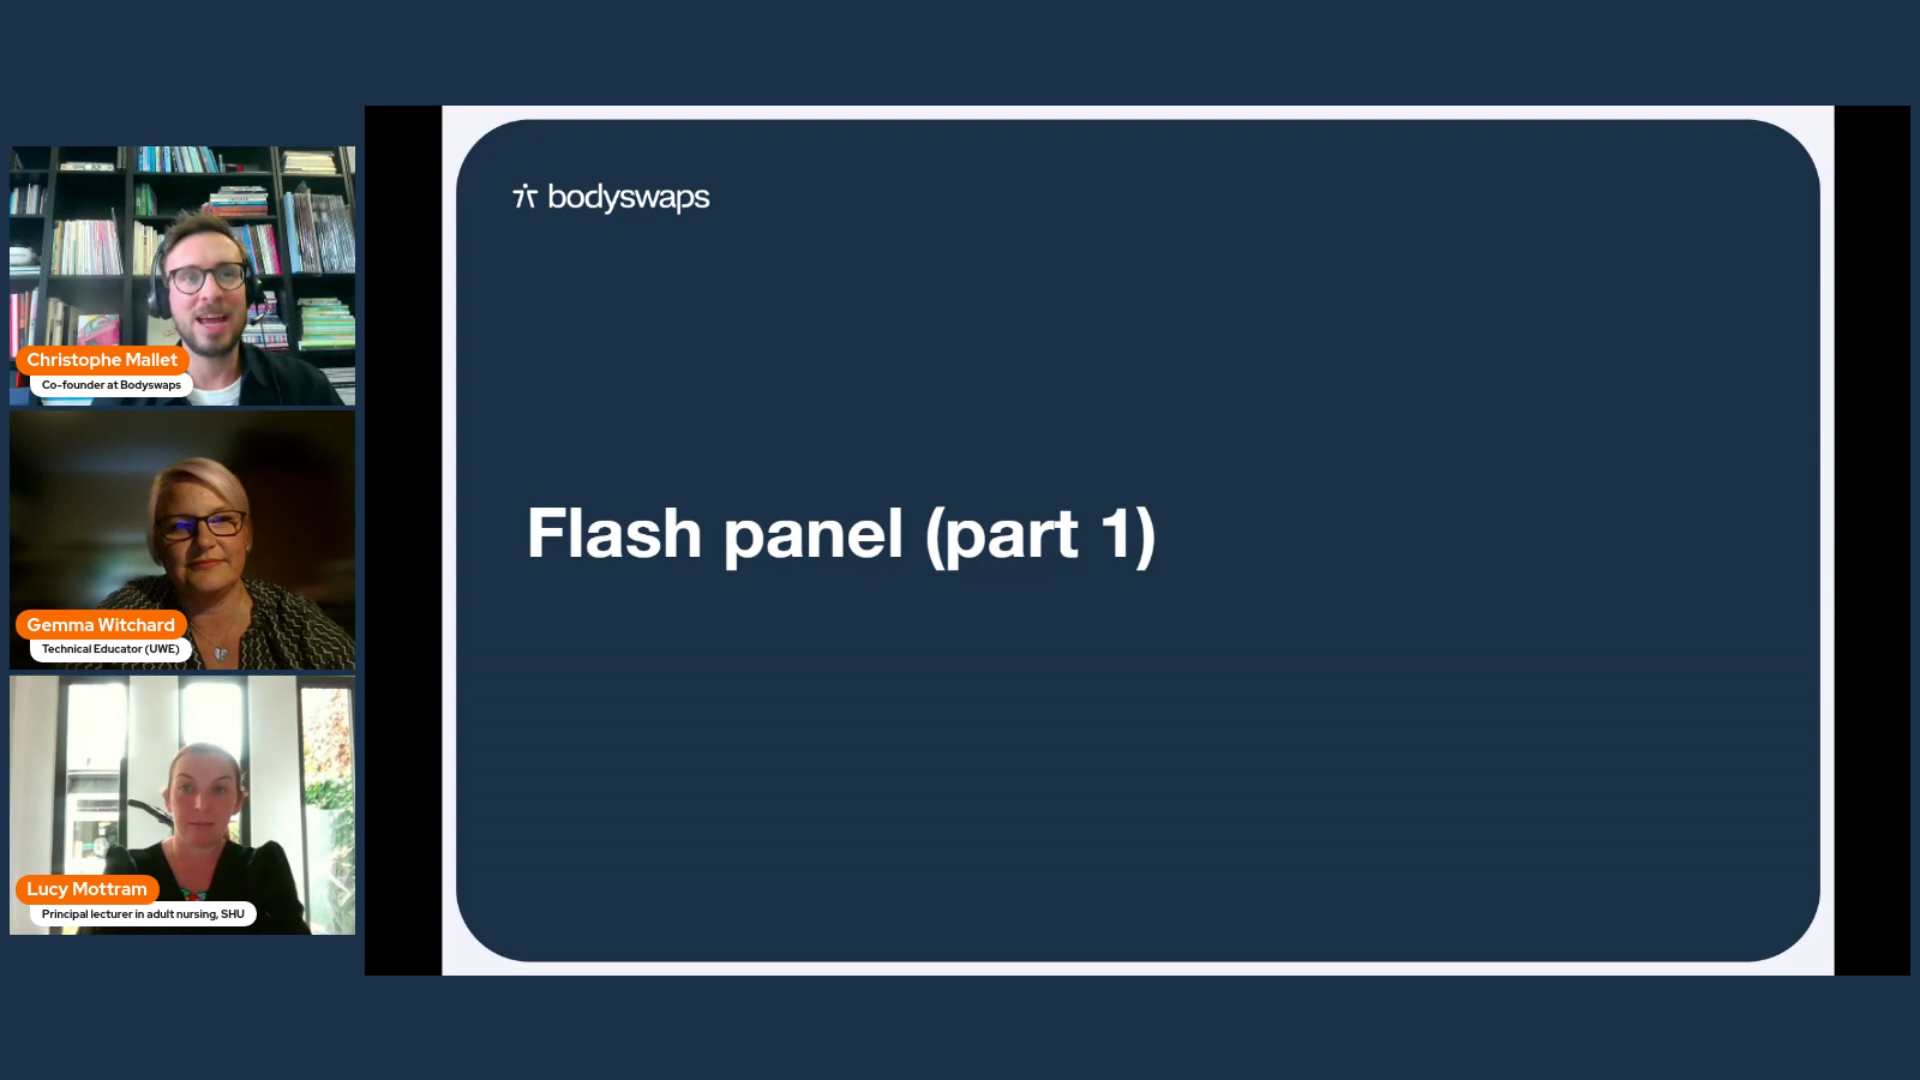 Christophe Mallet
Co-founder at Bodyswaps
Gemma Witchard
Technical Educator (UWE)
Lucy Mottram
Principal lecturer in adult nursing, SHU
bodyswaps
Flash panel (part 1)